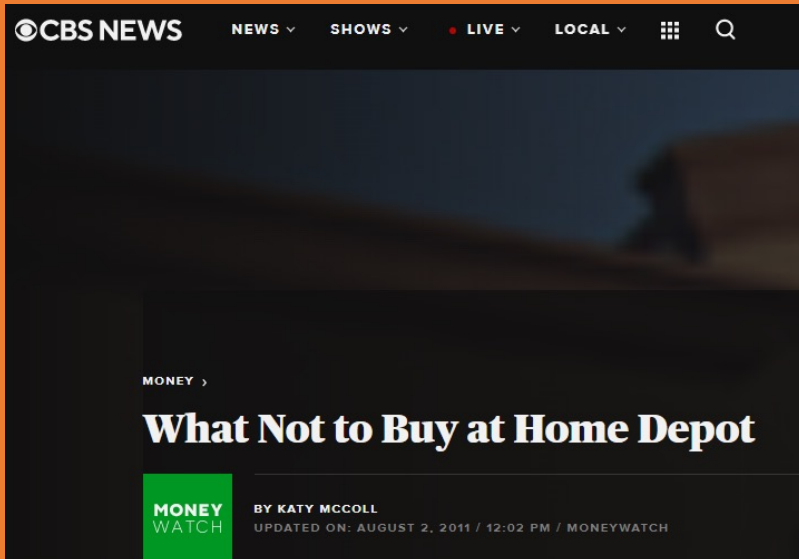 CBS NEWS NEWS SHOWS LIVE LOCAL
MONEY
What Not to Buy at Home Depot
MONEY
WATCH
BY KATY MCCOLL
UPDATED ON: AUGUST 2, 2011 / 12:02 PM / MONEYWATCH